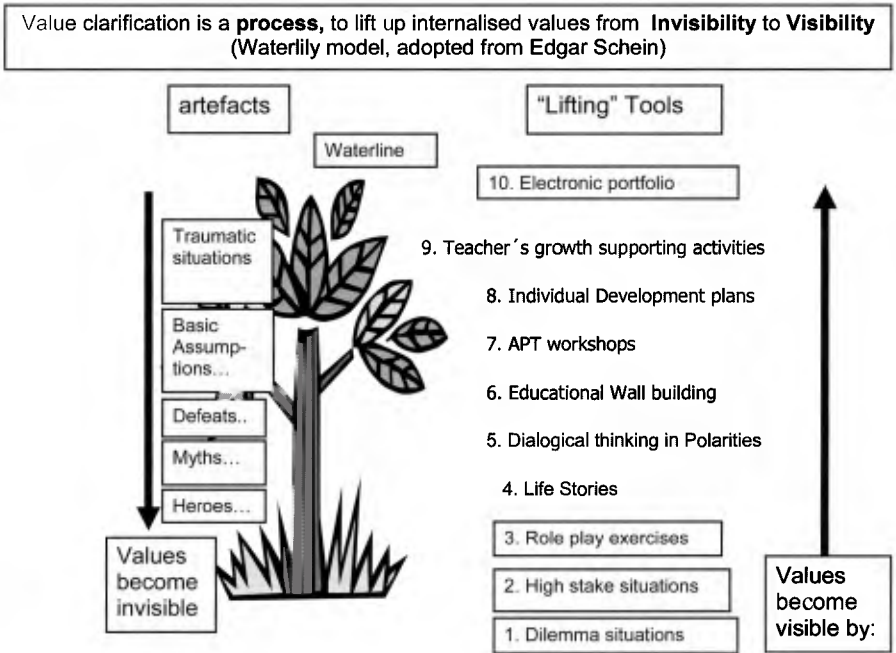 Value clarification is a process, to lift up internalised values from Invisibility to Visibility
(Waterlily model, adopted from Edgar Schein)
artefacts
"Lifting" Tools
Waterline
10. Electronic portfolio
Traumatic
situations
9. Teacher´s growth supporting activities
8. Individual Development plans
Basic
Assump-
tions...
7. APT workshops
6. Educational Wall building
Defeats..
5. Dialogical thinking in Polarities
Myths...
4. Life Stories
Heroes...
3. Role play exercises
Values
become
invisible
2. High stake situations
1. Dilemma situations
Values
become
visible by: